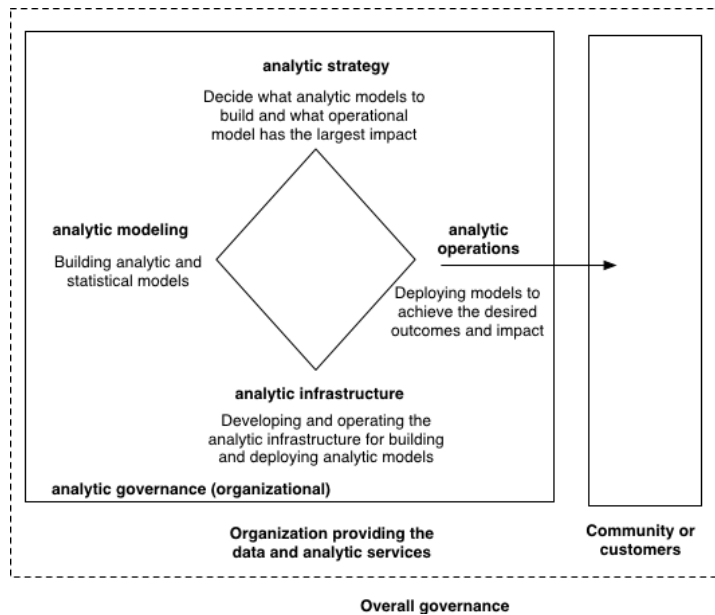 analytic strategy
Decide what analytic models to
build and what operational
model has the largest impact
analytic modeling
Building analytic and
statistical models
analytic
operations
Deploying models to
achieve the desired
outcomes and impact
analytic infrastructure
Developing and operating the
analytic infrastructure for building
and deploying analytic models
analytic governance (organizational)
Organization providing the
data and analytic services
Community or
customers
Overall governance